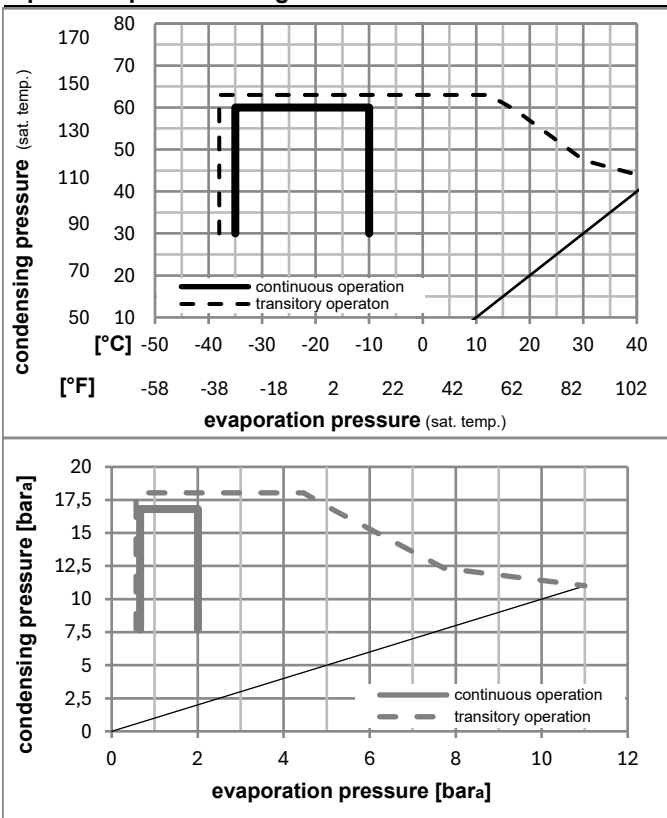 80
170
70
150
60
130
50
110
40
90
30
70
20
50
10
condensing pressure (sat. temp.)
continuous operation
transitory operaton
[°C] -50 -40 -30 -20 -10 0 10 20 30 40
[°F] -58 -38 -18 2 22 42 62 82 102
evaporation pressure (sat. temp.)
20
17,5
15
12,5
10
7,5
5
2,5
0
condensing pressure [bara]
continuous operation
transitory operation
0 2 4 6 8 10 12
evaporation pressure [bara]